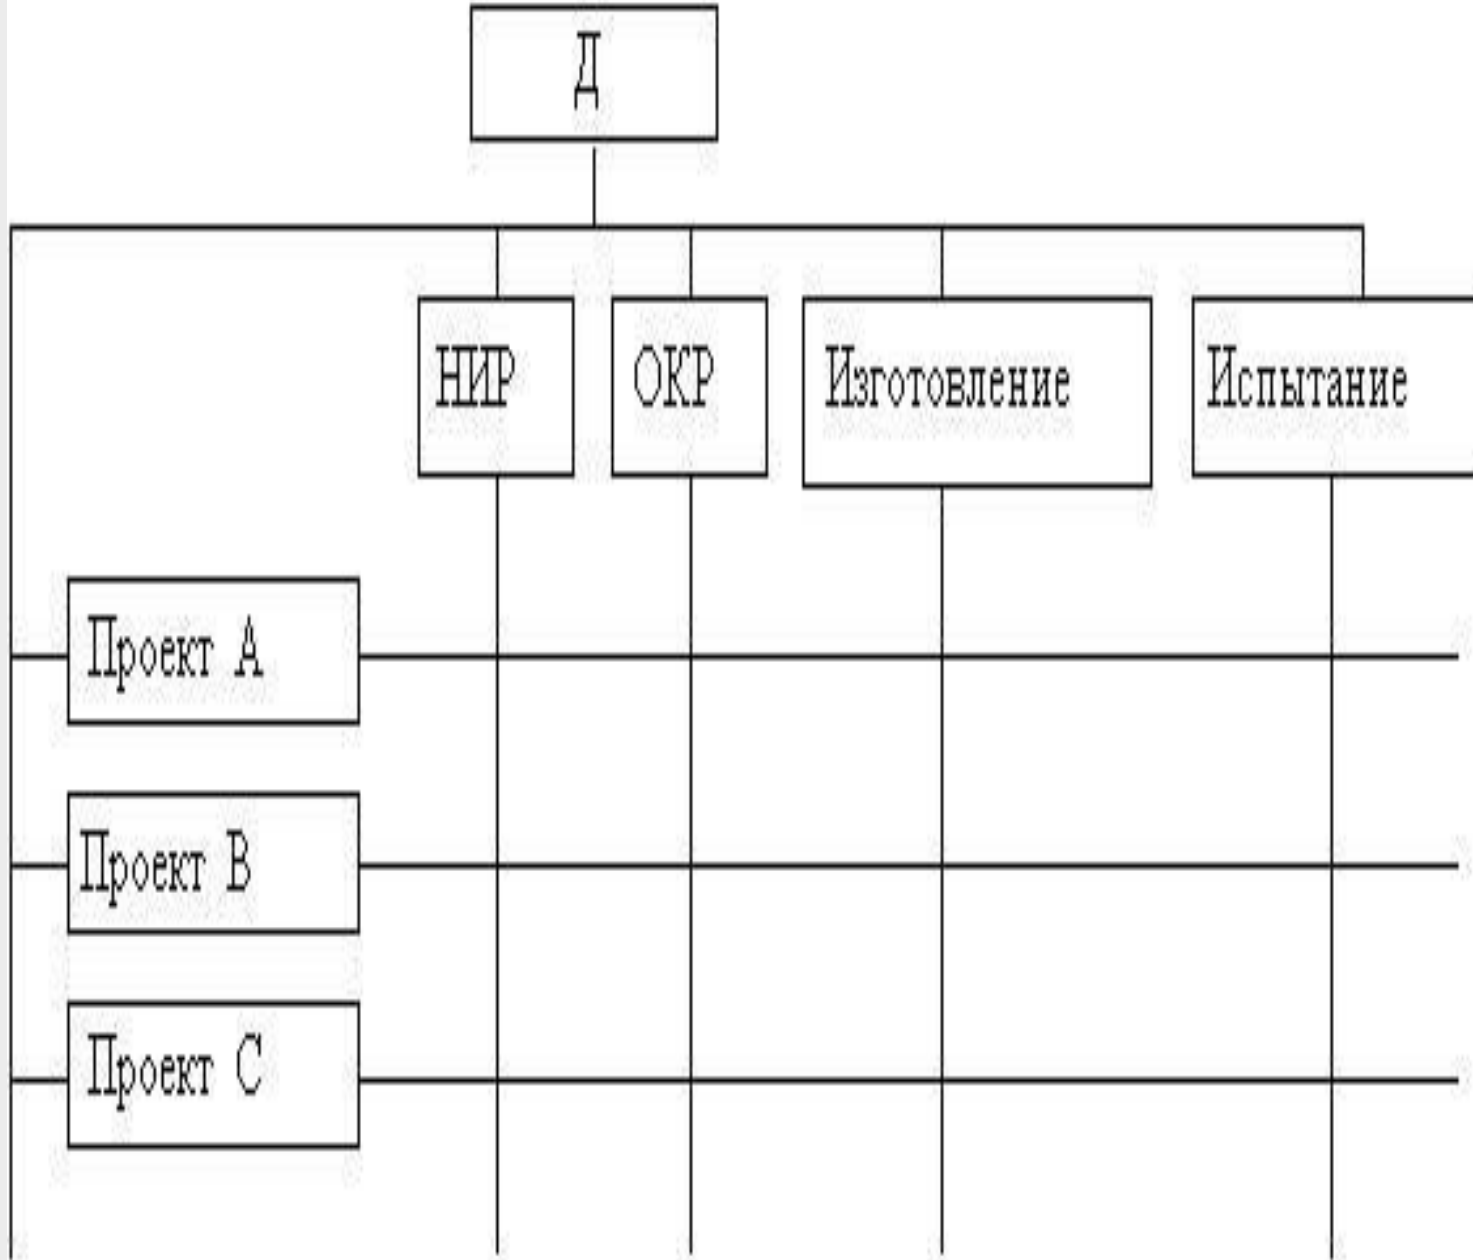 Д
НИР
ОКР
Изготовление
Испытание
Проект А
Проект В
Проект С